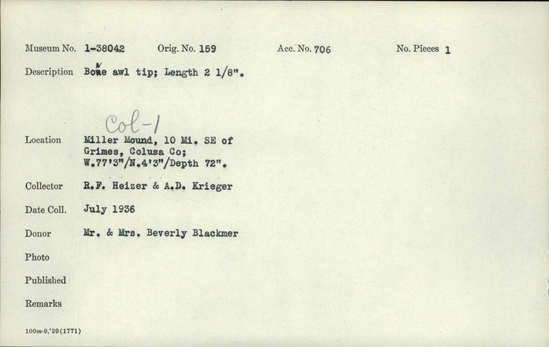 Museum No. 1-38042 Orig. No. 159 Acc. No. 706 No. Pieces 1
Description Bone awl tip; Length 2 1/8".
Col-1
Location Miller Mound, 10 Mi. SE of
Grimes, Colusa Co;
W.77'3"/N.4'3"/Depth 72".
Collector R.F. Heizer & A.D. Krieger
Date Coll. July 1936
Donor Mr. & Mrs. Beverly Blackmer
Photo
Published
Remarks
100m-9,'29(1771)